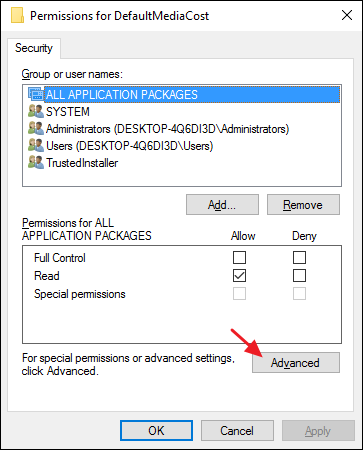 Permissions for DefaultMediaCost
Security
Group or user names:
ALL APPLICATION PACKAGES
SYSTEM
Administrators (DESKTOP-4Q6DI3D\Administrators)
Users (DESKTOP-4Q6DI3D\Users)
TrustedInstaller
Add...
Remove
Permissions for ALL
APPLICATION PACKAGES
Allow
Deny
Full Control
Read
Special permissions
For special permissions or advanced settings,
click Advanced.
Advanced
OK
Cancel
Apply